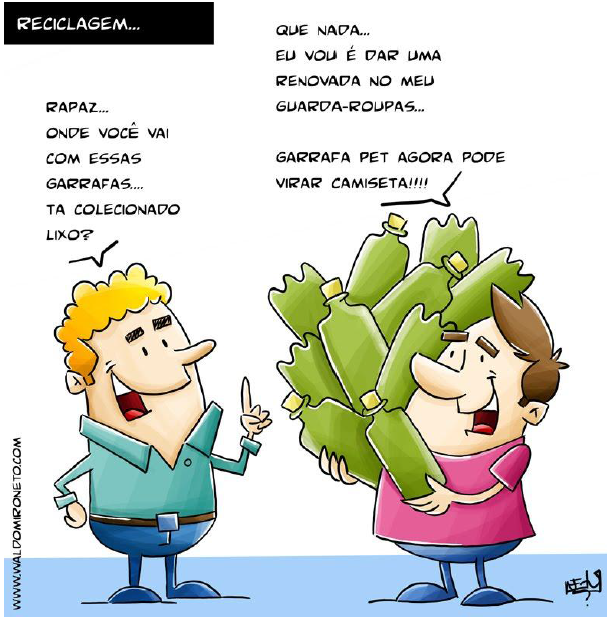 RECICLAGEM...
RAPAZ...
ONDE VOCÊ VAI
COM ESSAS
GARRAFAS....
TA COLECIONADO
LIXO?
QUE NADA...
EU VOU É DAR UMA
RENOVADA NO MEU
GUARDA-ROUPAS...
GARRAFA PET AGORA PODE
VIRAR CAMISETA!!!!
WWW.WALDOMIRONETO.COM